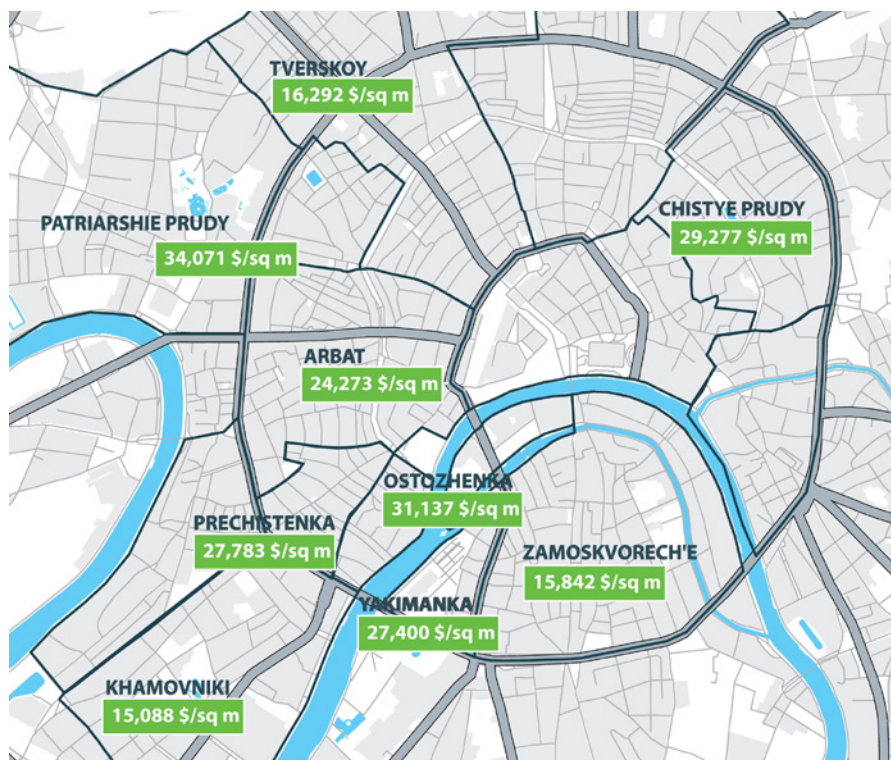 TVERSKOY
16,292 $/sq m
CHISTYE PRUDY
29,277 $/sq m
PATRIARSHIE PRUDY
34,071 $/sq m
ARBAT
24,273 $/sq m
OSTOZHENKA
31,137 $/sq m
PRECHISTENKA
27,783 $/sq m
ZAMOSKVORECH'E
15,842 $/sq m
YAKIMANKA
27,400 $/sq m
KHAMOVNIKI
15,088 $/sq m